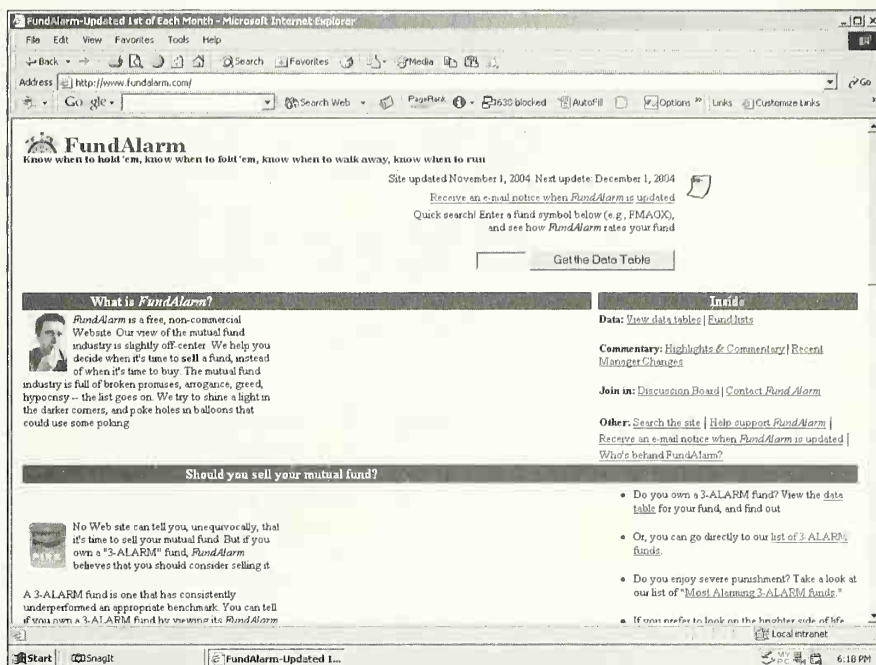 FundAlarm-Updated 1st of Each Month - Microsoft Internet Explorer
File Edit View Favorites Tools Help
Back Search Favorites Media
Address http://www.fundalarm.com/ Go
Google Search Web PageRank 1630 blocked AutoFill Options Links Customize Links
FundAlarm
Know when to hold 'em, know when to fold 'em, know when to walk away, know when to run
Site updated November 1, 2004 Next update: December 1, 2004
Receive an e-mail notice when FundAlarm is updated
Quick search! Enter a fund symbol below (e.g., FMAGX),
and see how FundAlarm rates your fund
Get the Data Table
What is FundAlarm?
FundAlarm is a free, non-commercial
Website. Our view of the mutual fund
industry is slightly off-center. We help you
decide when it's time to sell a fund, instead
of when it's time to buy. The mutual fund
industry is full of broken promises, arrogance, greed,
hypocrisy -- the list goes on. We try to shine a light in
the darker corners, and poke holes in balloons that
could use some poking.
Inside
Data: View data tables | Fund lists
Commentary: Highlights & Commentary | Recent
Manager Changes
Join in: Discussion Board | Contact FundAlarm
Other: Search the site | Help support FundAlarm |
Receive an e-mail notice when FundAlarm is updated |
Who's behind FundAlarm?
Should you sell your mutual fund?
No Web site can tell you, unequivocally, that
it's time to sell your mutual fund. But if you
own a "3-ALARM" fund, FundAlarm
believes that you should consider selling it.
A 3-ALARM fund is one that has consistently
underperformed an appropriate benchmark. You can tell
if you own a 3-ALARM fund by viewing its FundAlarm
Do you own a 3-ALARM fund? View the data
table for your fund, and find out
Or, you can go directly to our list of 3-ALARM
funds.
Do you enjoy severe punishment? Take a look at
our list of "Most Alarming 3-ALARM funds."
If you prefer to look on the brighter side of life
Local intranet
Start SnagIt FundAlarm-Updated 1... MY PC 6:18 PM